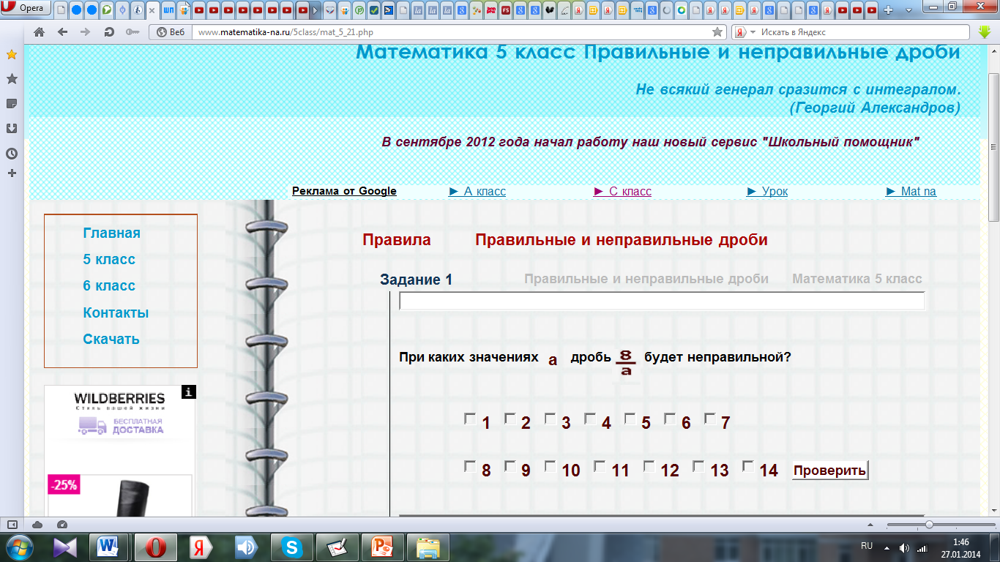 Opera
Веб
www.matematika-na.ru/5class/mat_5_21.php
Искать в Яндекс
Математика 5 класс Правильные и неправильные дроби
Не всякий генерал сразится с интегралом.
(Георгий Александров)
В сентябре 2012 года начал работу наш новый сервис "Школьный помощник"
Реклама от Google ► А класс ► С класс ► Урок ► Mat na
Главная
5 класс
6 класс
Контакты
Скачать
Правила Правильные и неправильные дроби
Задание 1 Правильные и неправильные дроби Математика 5 класс
При каких значениях a дробь 8/a будет неправильной?
1 2 3 4 5 6 7
8 9 10 11 12 13 14 Проверить
WILDBERRIES
Стиль вашей жизни
БЕСПЛАТНАЯ
ДОСТАВКА
-25%
RU
1:46
27.01.2014